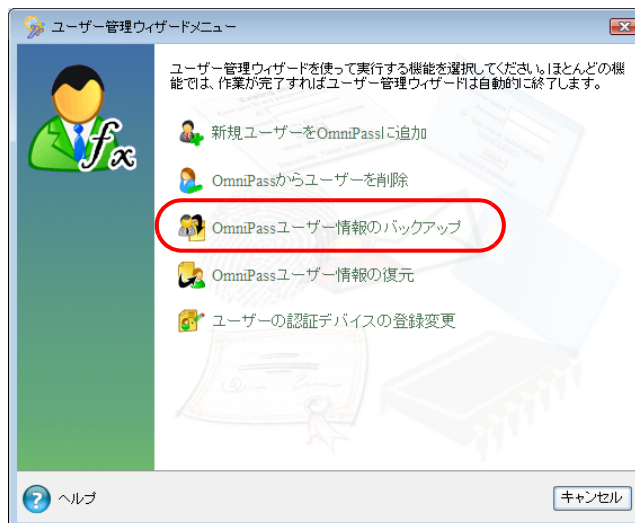 ユーザー管理ウィザードメニュー
ユーザー管理ウィザードを使って実行する機能を選択してください。ほとんどの機
能では、作業が完了すればユーザー管理ウィザードは自動的に終了します。
fx
新規ユーザーをOmniPassに追加
OmniPassからユーザーを削除
OmniPassユーザー情報のバックアップ
OmniPassユーザー情報の復元
ユーザーの認証デバイスの登録変更
?
ヘルプ
キャンセル